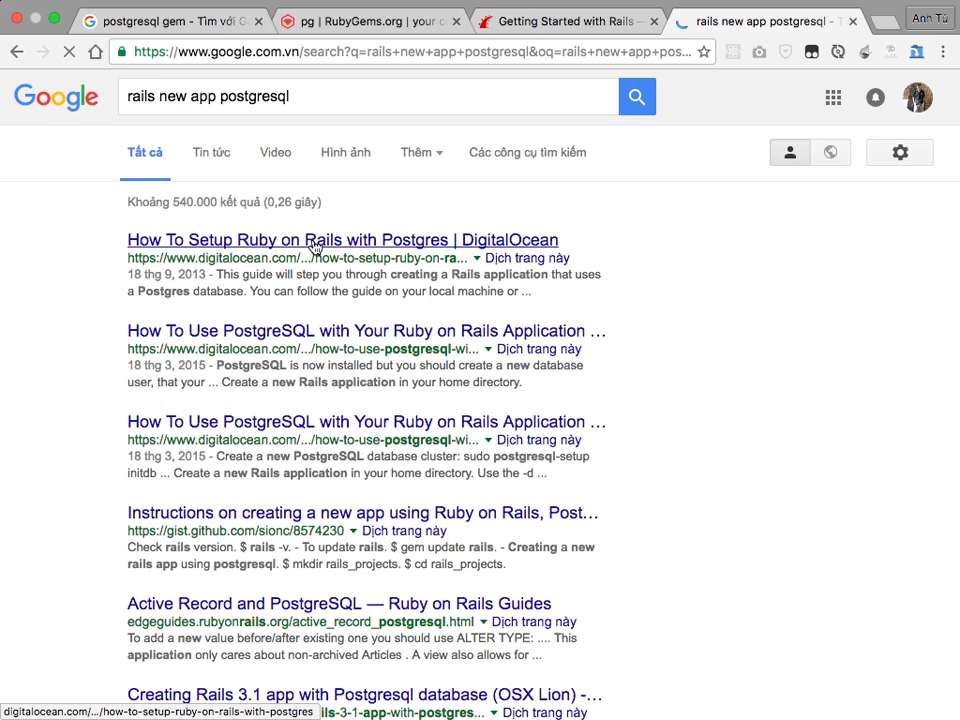 postgresql gem - Tìm với G
pg | RubyGems.org | your c
Getting Started with Rails —
rails new app postgresql - T
Anh Tú
https://www.google.com.vn/search?q=rails+new+app+postgresql&oq=rails+new+app+pos...
Google
rails new app postgresql
Tất cả
Tin tức
Video
Hình ảnh
Thêm
Các công cụ tìm kiếm
Khoảng 540.000 kết quả (0,26 giây)
How To Setup Ruby on Rails with Postgres | DigitalOcean
https://www.digitalocean.com/.../how-to-setup-ruby-on-ra... Dịch trang này
18 thg 9, 2013 - This guide will step you through creating a Rails application that uses
a Postgres database. You can follow the guide on your local machine or ...
How To Use PostgreSQL with Your Ruby on Rails Application ...
https://www.digitalocean.com/.../how-to-use-postgresql-wi... Dịch trang này
18 thg 3, 2015 - PostgreSQL is now installed but you should create a new database
user, that your ... Create a new Rails application in your home directory.
How To Use PostgreSQL with Your Ruby on Rails Application ...
https://www.digitalocean.com/.../how-to-use-postgresql-wi... Dịch trang này
18 thg 3, 2015 - Create a new PostgreSQL database cluster: sudo postgresql-setup
initdb ... Create a new Rails application in your home directory. Use the -d ...
Instructions on creating a new app using Ruby on Rails, Post...
https://gist.github.com/sionc/8574230 Dịch trang này
Check rails version. $ rails -v. - To update rails. $ gem update rails. - Creating a new
rails app using postgresql. $ mkdir rails_projects. $ cd rails_projects.
Active Record and PostgreSQL — Ruby on Rails Guides
edgeguides.rubyonrails.org/active_record_postgresql.html Dịch trang này
To add a new value before/after existing one you should use ALTER TYPE: .... This
application only cares about non-archived Articles . A view also allows for ...
Creating Rails 3.1 app with Postgresql database (OSX Lion) -...
digitalocean.com/.../how-to-setup-ruby-on-rails-with-postgres
ils-3-1-app-with-postgres... Dịch trang này